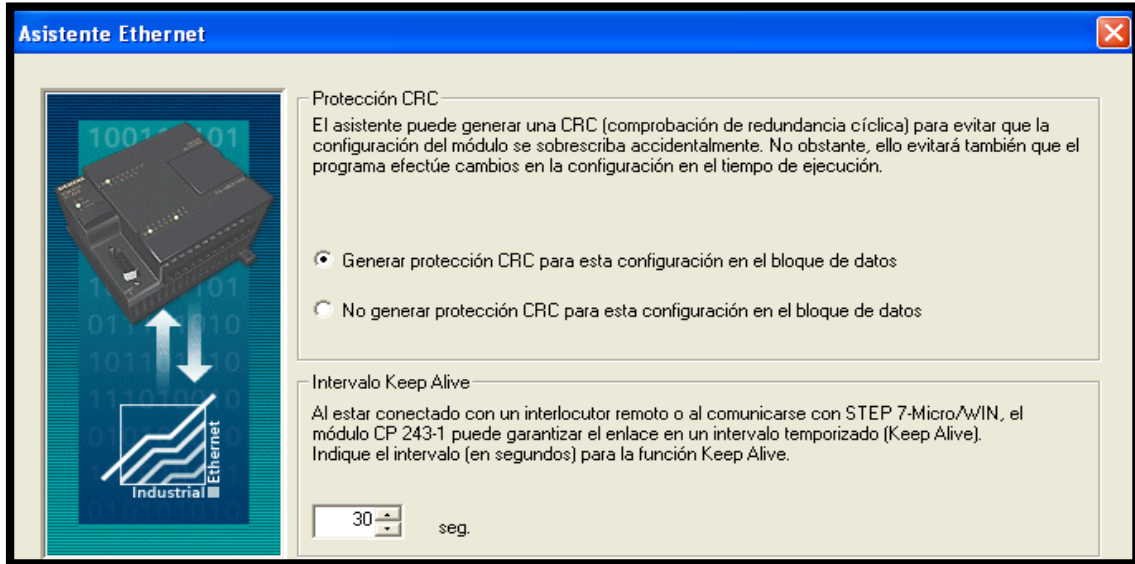 Asistente Ethernet
Protección CRC
El asistente puede generar una CRC (comprobación de redundancia cíclica) para evitar que la
configuración del módulo se sobrescriba accidentalmente. No obstante, ello evitará también que el
programa efectúe cambios en la configuración en el tiempo de ejecución.
Generar protección CRC para esta configuración en el bloque de datos
No generar protección CRC para esta configuración en el bloque de datos
Intervalo Keep Alive
Al estar conectado con un interlocutor remoto o al comunicarse con STEP 7-Micro/WIN, el
módulo CP 243-1 puede garantizar el enlace en un intervalo temporizado (Keep Alive).
Indique el intervalo (en segundos) para la función Keep Alive.
30
seg.
SIEMENS
Industrial
Ethernet